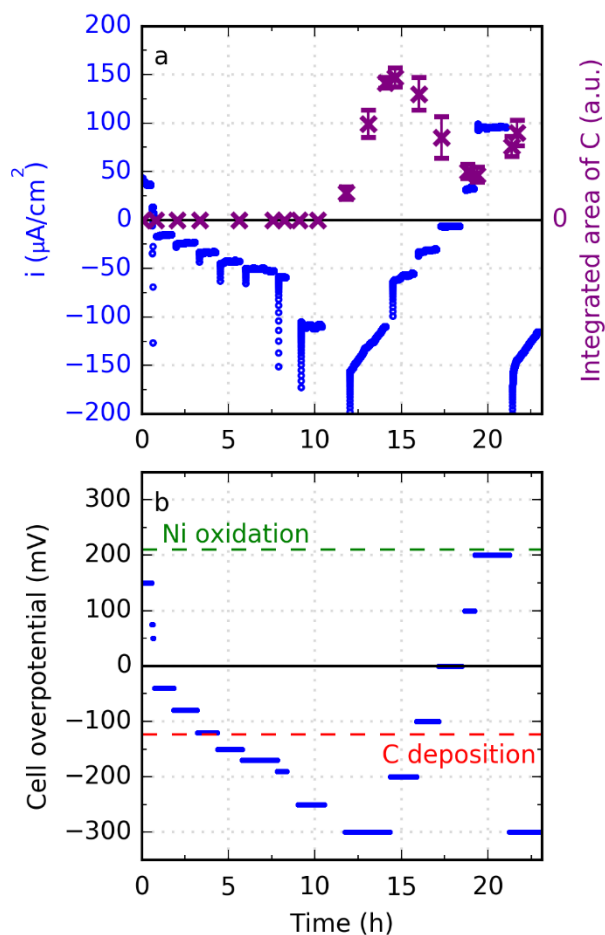 a
200
150
100
50
0
−50
−100
−150
−200
i (μA/cm²)
0
Integrated area of C (a.u.)
0 5 10 15 20
b
Ni oxidation
300
200
100
0
−100
−200
−300
Cell overpotential (mV)
C deposition
0 5 10 15 20
Time (h)